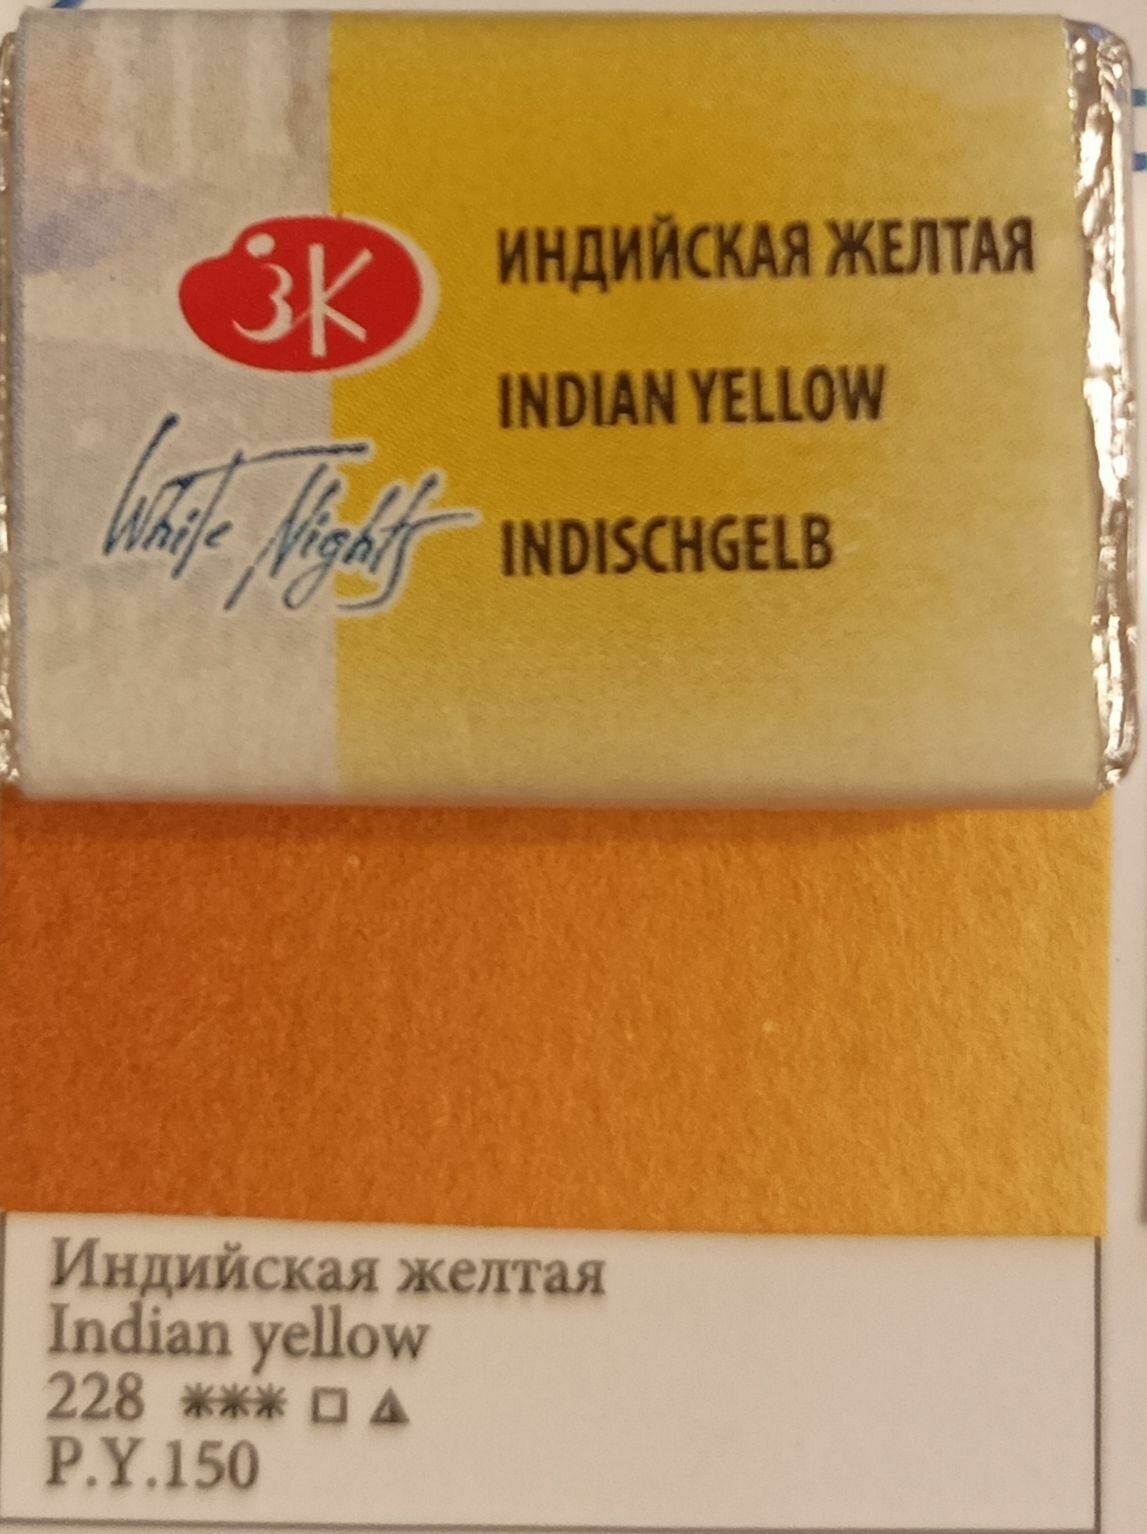 ЗК
White Nights
ИНДИЙСКАЯ ЖЕЛТАЯ
INDIAN YELLOW
INDISCHGELB
Индийская желтая
Indian yellow
228 ***
P.Y.150